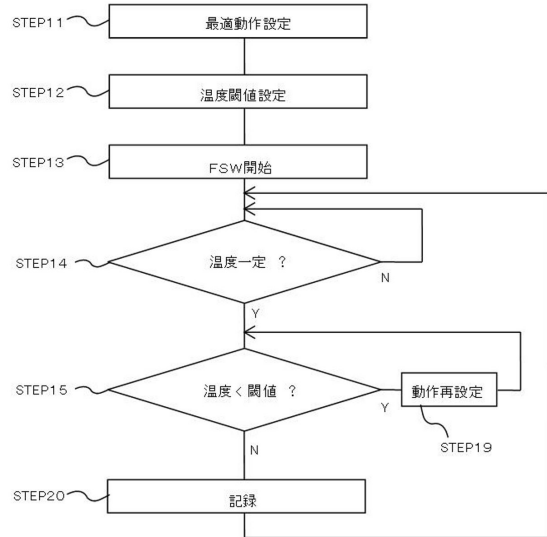 STEP11
最適動作設定
STEP12
温度閾値設定
STEP13
FSW開始
STEP14
温度一定 ?
N
Y
STEP15
温度<閾値 ?
Y
動作再設定
STEP19
N
STEP20
記録